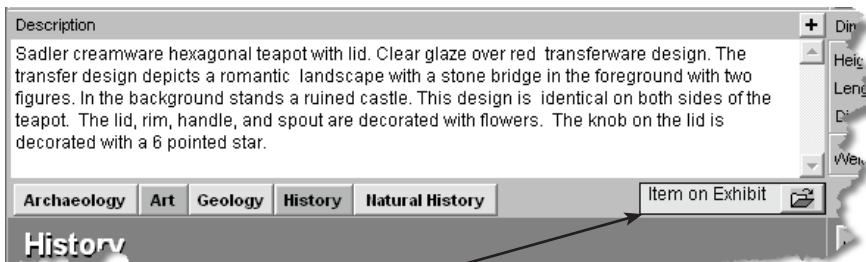 Description + Din
Sadler creamware hexagonal teapot with lid. Clear glaze over red transferware design. The
transfer design depicts a romantic landscape with a stone bridge in the foreground with two
figures. In the background stands a ruined castle. This design is identical on both sides of the
teapot. The lid, rim, handle, and spout are decorated with flowers. The knob on the lid is
decorated with a 6 pointed star.
Heig
Leng
Archaeology Art Geology History Natural History Item on Exhibit
History